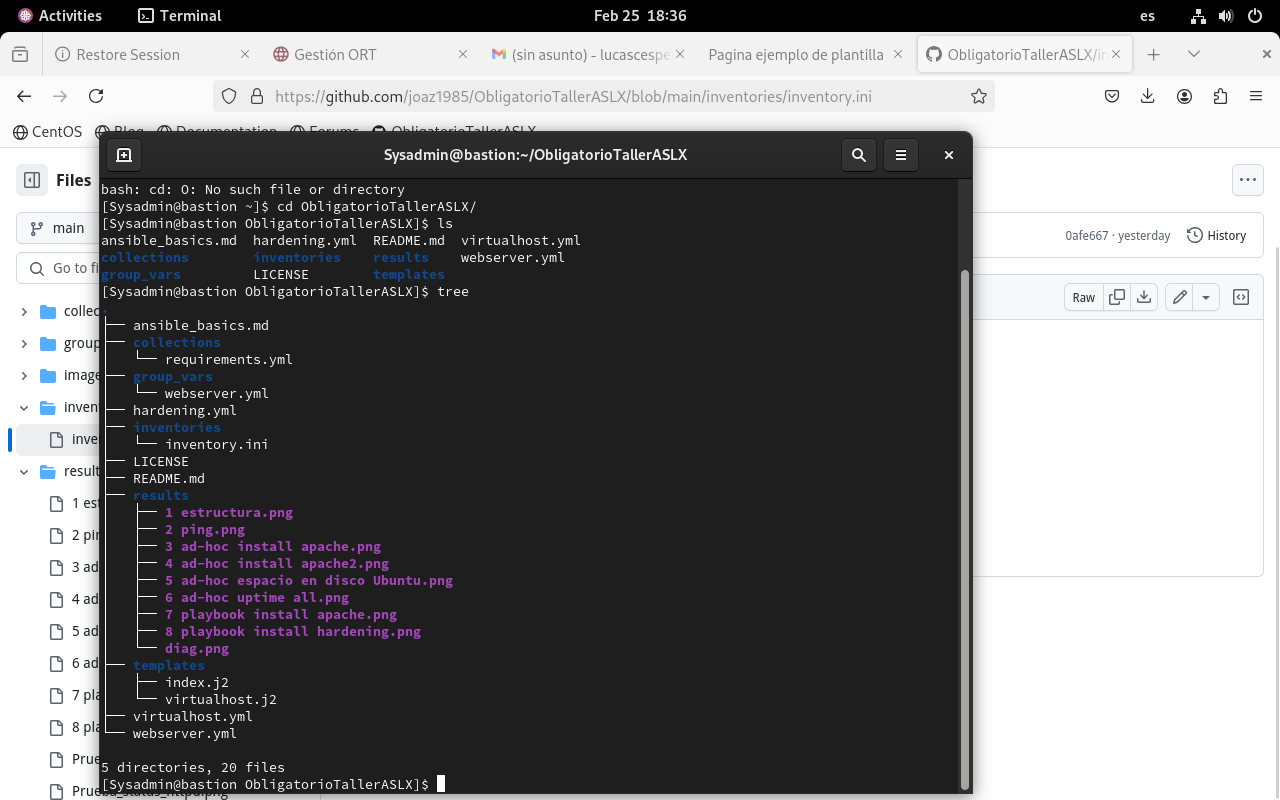 Activities
Terminal
Feb 25 18:36
es
Restore Session
Gestión ORT
(sin asunto) - lucascespe
Pagina ejemplo de plantilla
ObligatorioTallerASLX/in
https://github.com/joaz1985/ObligatorioTallerASLX/blob/main/inventories/inventory.ini
CentOS
Blog
Documentation
Forums
ObligatorioTallerASLX
Files
main
Go to fi
collec
group
image
inven
inve
result
1 est
2 pin
3 ad
4 ad
5 ad
6 ad
7 pla
8 pla
Prue
Prueba_status_httpd.png
0afe667 · yesterday
History
Raw
Sysadmin@bastion:~/ObligatorioTallerASLX
bash: cd: O: No such file or directory
[Sysadmin@bastion ~]$ cd ObligatorioTallerASLX/
[Sysadmin@bastion ObligatorioTallerASLX]$ ls
ansible_basics.md hardening.yml README.md virtualhost.yml
collections inventories results webserver.yml
group_vars LICENSE templates
[Sysadmin@bastion ObligatorioTallerASLX]$ tree
.
├── ansible_basics.md
├── collections
│   └── requirements.yml
├── group_vars
│   └── webserver.yml
├── hardening.yml
├── inventories
│   └── inventory.ini
├── LICENSE
├── README.md
├── results
│   ├── 1 estructura.png
│   ├── 2 ping.png
│   ├── 3 ad-hoc install apache.png
│   ├── 4 ad-hoc install apache2.png
│   ├── 5 ad-hoc espacio en disco Ubuntu.png
│   ├── 6 ad-hoc uptime all.png
│   ├── 7 playbook install apache.png
│   ├── 8 playbook install hardening.png
│   └── diag.png
├── templates
│   ├── index.j2
│   └── virtualhost.j2
├── virtualhost.yml
└── webserver.yml
5 directories, 20 files
[Sysadmin@bastion ObligatorioTallerASLX]$